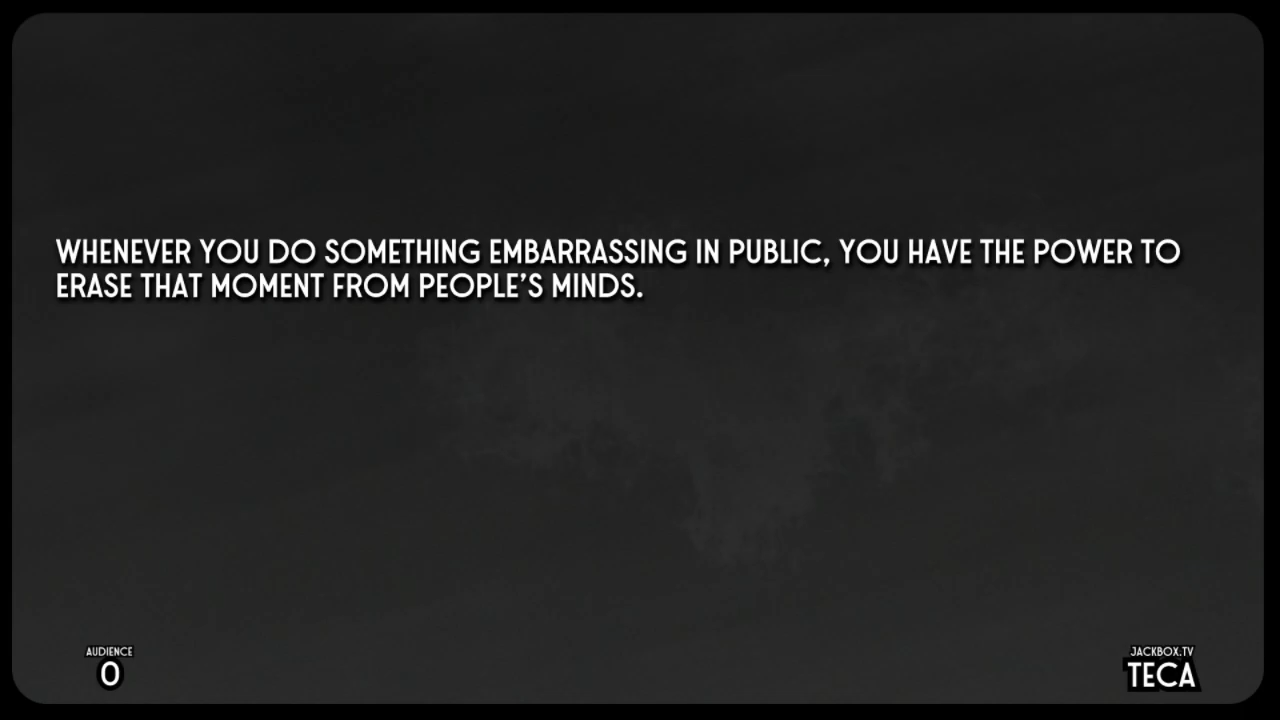 WHENEVER YOU DO SOMETHING EMBARRASSING IN PUBLIC, YOU HAVE THE POWER TO
ERASE THAT MOMENT FROM PEOPLE’S MINDS.
AUDIENCE
0
JACKBOX.TV
TECA